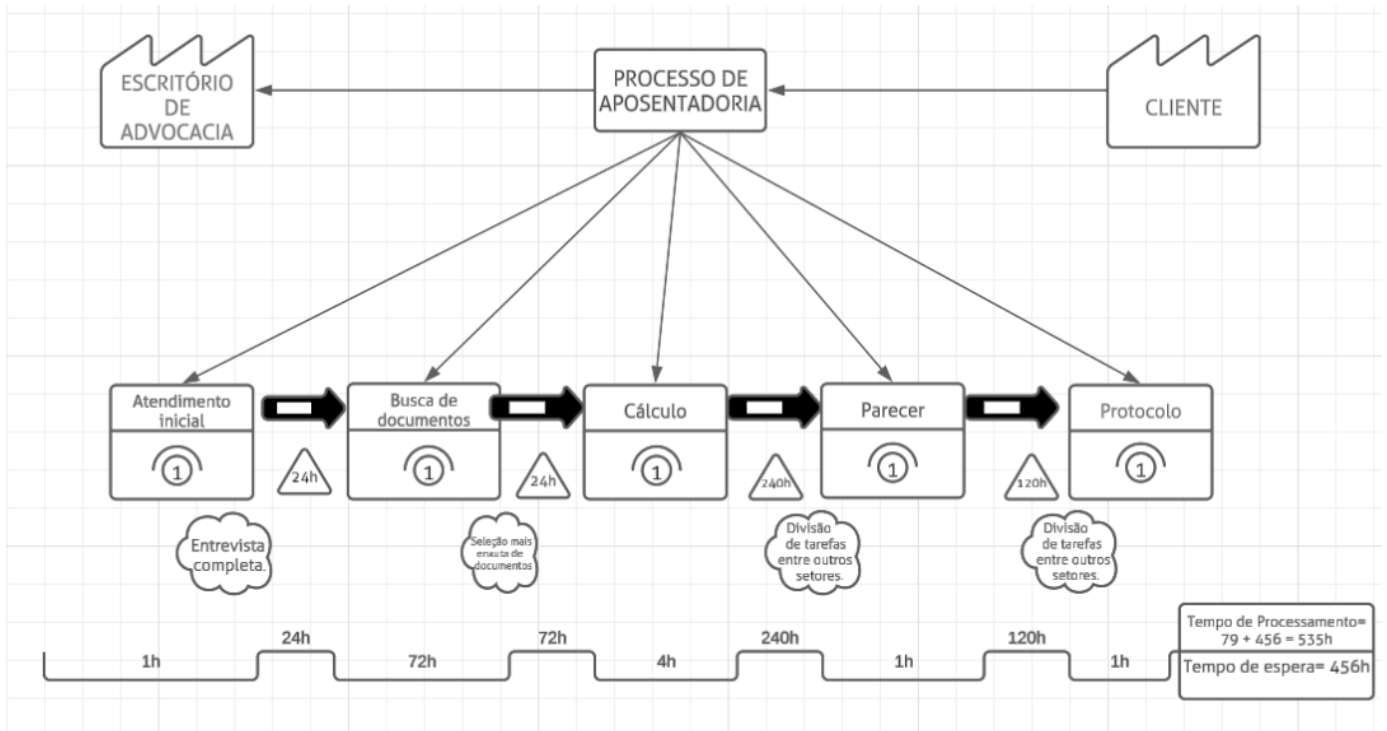 ESCRITÓRIO
DE
ADVOCACIA
PROCESSO DE
APOSENTADORIA
CLIENTE
Atendimento
inicial
1
24h
Busca de
documentos
1
24h
Cálculo
1
240h
Parecer
1
120h
Protocolo
1
Entrevista
completa.
Seleção mais
enxuta de
documentos
Divisão
de tarefas
entre outros
setores.
Divisão
de tarefas
entre outros
setores.
1h
24h
72h
72h
4h
240h
1h
120h
1h
Tempo de Processamento=
79 + 456 = 535h
Tempo de espera= 456h